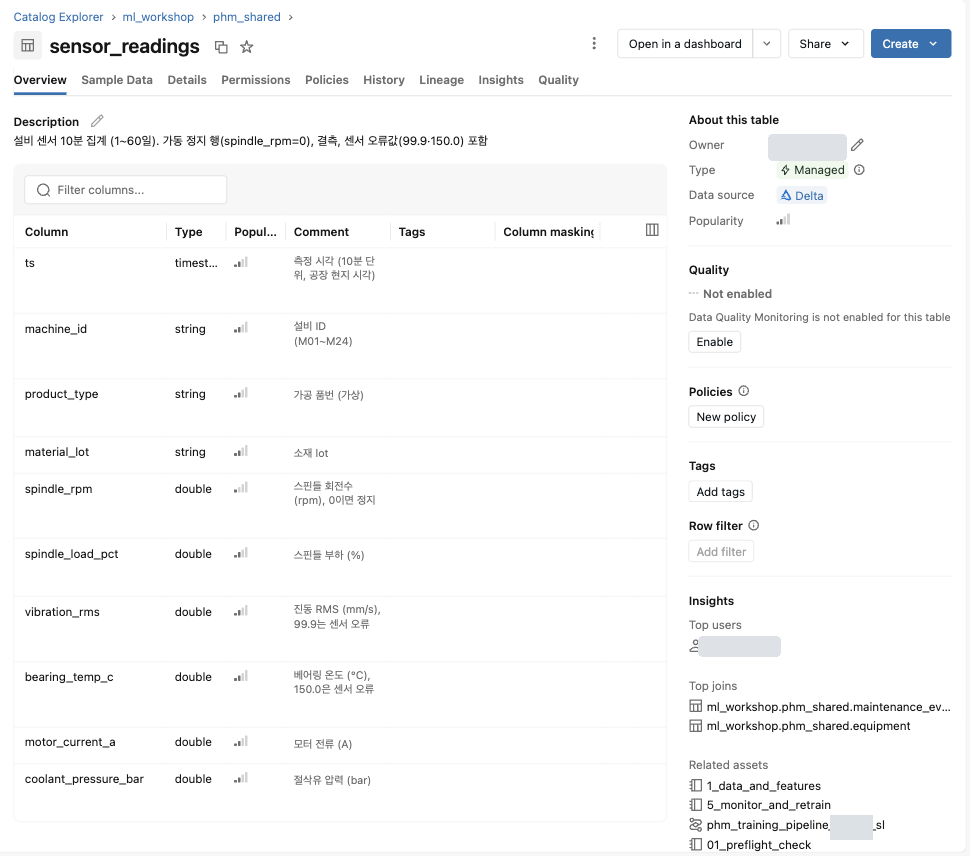 Catalog Explorer > ml_workshop > phm_shared >
sensor_readings
Open in a dashboard
Share
Create
Overview Sample Data Details Permissions Policies History Lineage Insights Quality
Description
설비 센서 10분 집계 (1~60일). 가동 정지 행(spindle_rpm=0), 결측, 센서 오류값(99.9·150.0) 포함
Filter columns...
Column Type Popul... Comment Tags Column masking
ts timest... 측정 시각 (10분 단
위, 공장 현지 시각)
machine_id string 설비 ID
(M01~M24)
product_type string 가공 품번 (가상)
material_lot string 소재 lot
spindle_rpm double 스핀들 회전수
(rpm), 0이면 정지
spindle_load_pct double 스핀들 부하 (%)
vibration_rms double 진동 RMS (mm/s),
99.9는 센서 오류
bearing_temp_c double 베어링 온도 (°C),
150.0은 센서 오류
motor_current_a double 모터 전류 (A)
coolant_pressure_bar double 절삭유 압력 (bar)
About this table
Owner
Type Managed
Data source Delta
Popularity
Quality
Not enabled
Data Quality Monitoring is not enabled for this table
Enable
Policies
New policy
Tags
Add tags
Row filter
Add filter
Insights
Top users
Top joins
ml_workshop.phm_shared.maintenance_ev...
ml_workshop.phm_shared.equipment
Related assets
1_data_and_features
5_monitor_and_retrain
phm_training_pipeline_ _sl
01_preflight_check